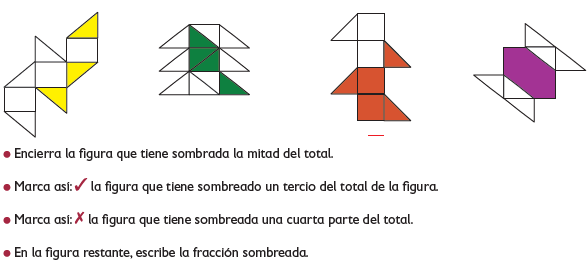 ● Encierra la figura que tiene sombrada la mitad del total.
● Marca así: ✓ la figura que tiene sombreado un tercio del total de la figura.
● Marca así: ✗ la figura que tiene sombreada una cuarta parte del total.
● En la figura restante, escribe la fracción sombreada.